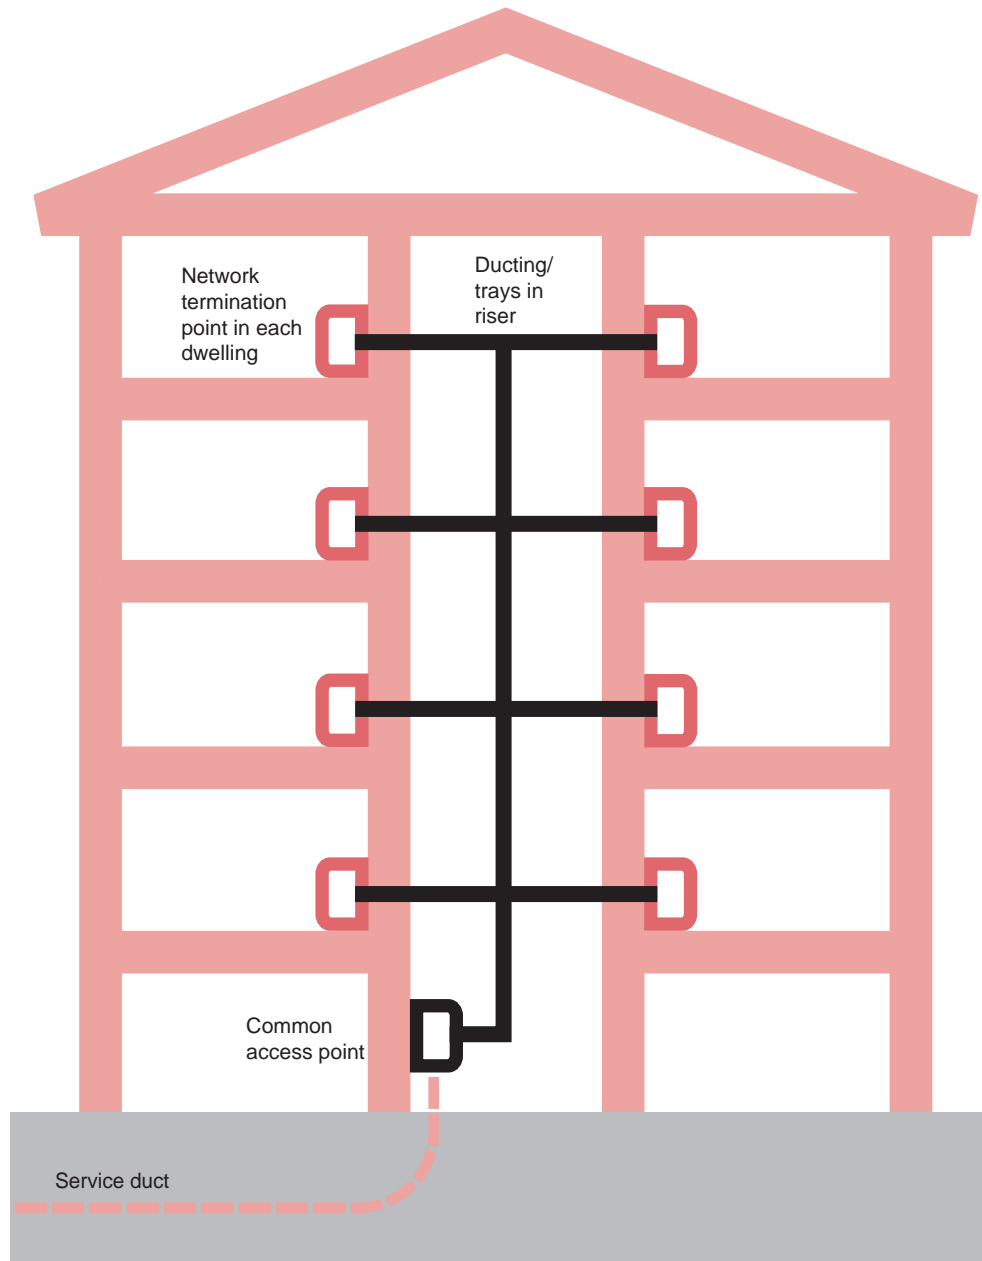 Network
termination
point in each
dwelling
Ducting/
trays in
riser
Common
access point
Service duct